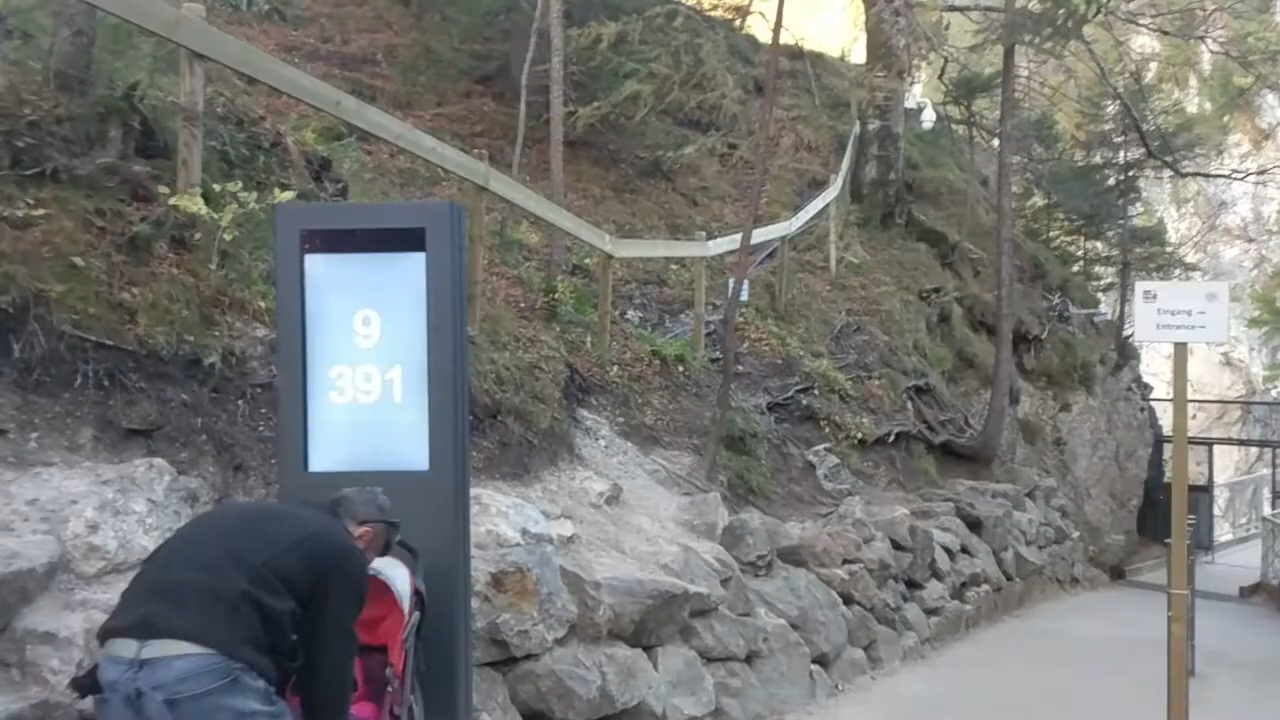 9
391
Eingang →
Entrance →